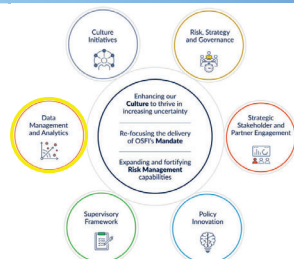 Culture
Initiatives
Risk, Strategy
and Governance
Data
Management
and Analytics
Enhancing our
Culture to thrive in
increasing uncertainty
Re-focusing the delivery
of OSFI's Mandate
Expanding and fortifying
Risk Management
capabilities
Strategic
Stakeholder and
Partner Engagement
Supervisory
Framework
Policy
Innovation